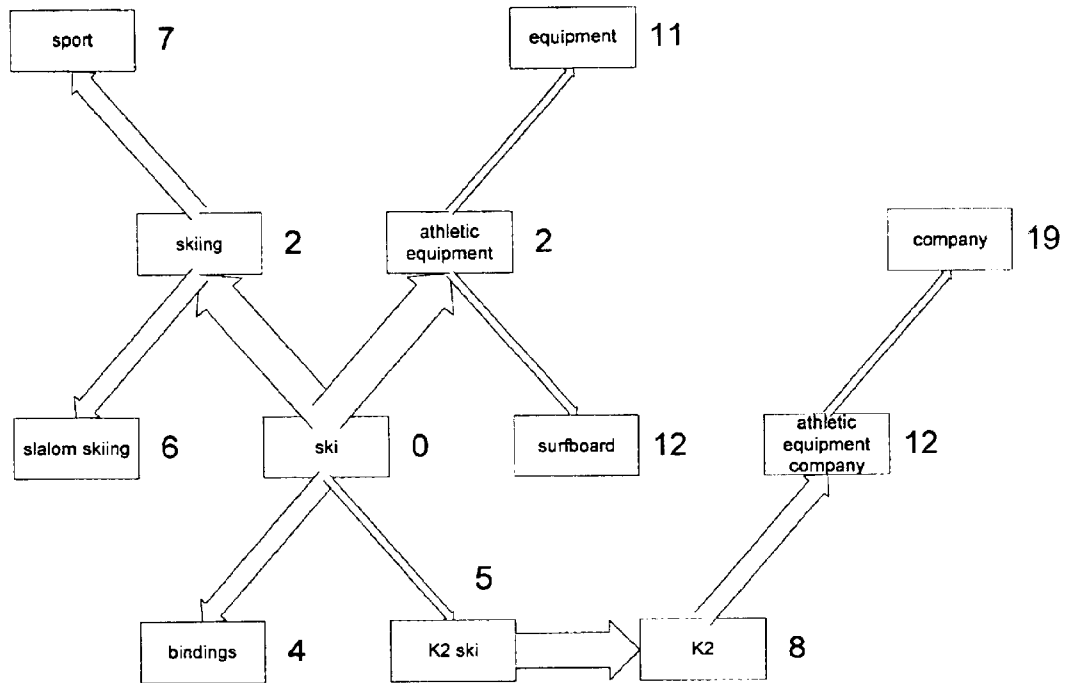 sport
7
equipment
11
skiing
2
athletic
equipment
2
company
19
slalom skiing
6
ski
0
surfboard
12
athletic
equipment
company
12
5
bindings
4
K2 ski
K2
8